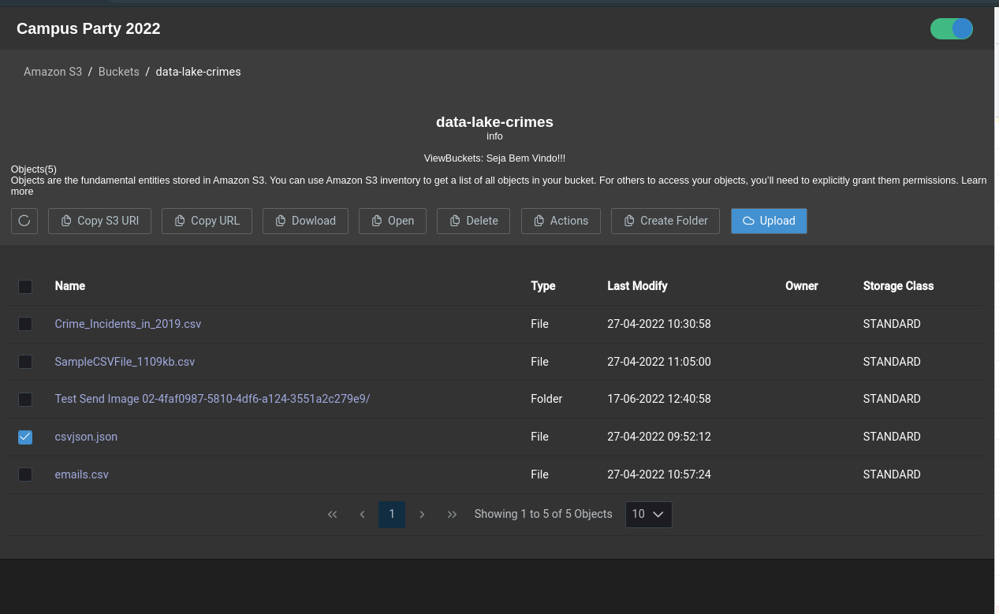 Campus Party 2022
Amazon S3 / Buckets / data-lake-crimes
data-lake-crimes
info
ViewBuckets: Seja Bem Vindo!!!
Objects(5)
Objects are the fundamental entities stored in Amazon S3. You can use Amazon S3 inventory to get a list of all objects in your bucket. For others to access your objects, you’ll need to explicitly grant them permissions. Learn
more
Copy S3 URI Copy URL Dowload Open Delete Actions Create Folder Upload
Name Type Last Modify Owner Storage Class
Crime_Incidents_in_2019.csv File 27-04-2022 10:30:58 STANDARD
SampleCSVFile_1109kb.csv File 27-04-2022 11:05:00 STANDARD
Test Send Image 02-4faf0987-5810-4df6-a124-3551a2c279e9/ Folder 17-06-2022 12:40:58 STANDARD
csvjson.json File 27-04-2022 09:52:12 STANDARD
emails.csv File 27-04-2022 10:57:24 STANDARD
1 Showing 1 to 5 of 5 Objects 10